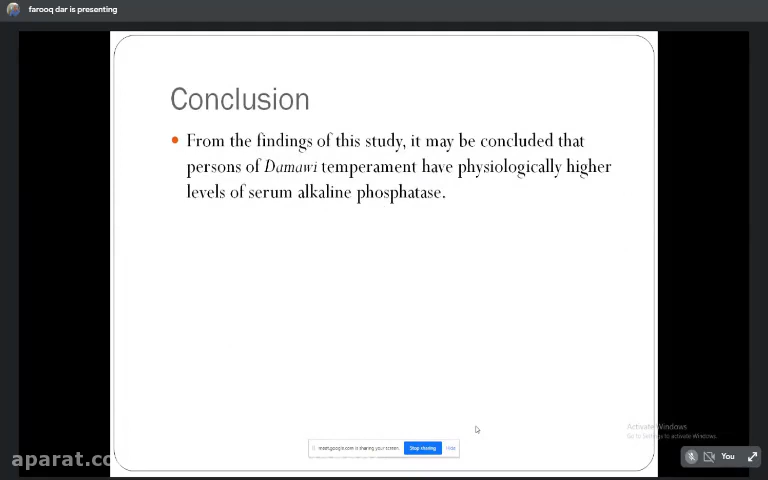 farooq dar is presenting
Conclusion
From the findings of this study, it may be concluded that
persons of Damawi temperament have physiologically higher
levels of serum alkaline phosphatase.
Activate Windows
Go to Settings to activate Windows.
meet.google.com is sharing your screen.
Stop sharing
Hide
You
aparat.co